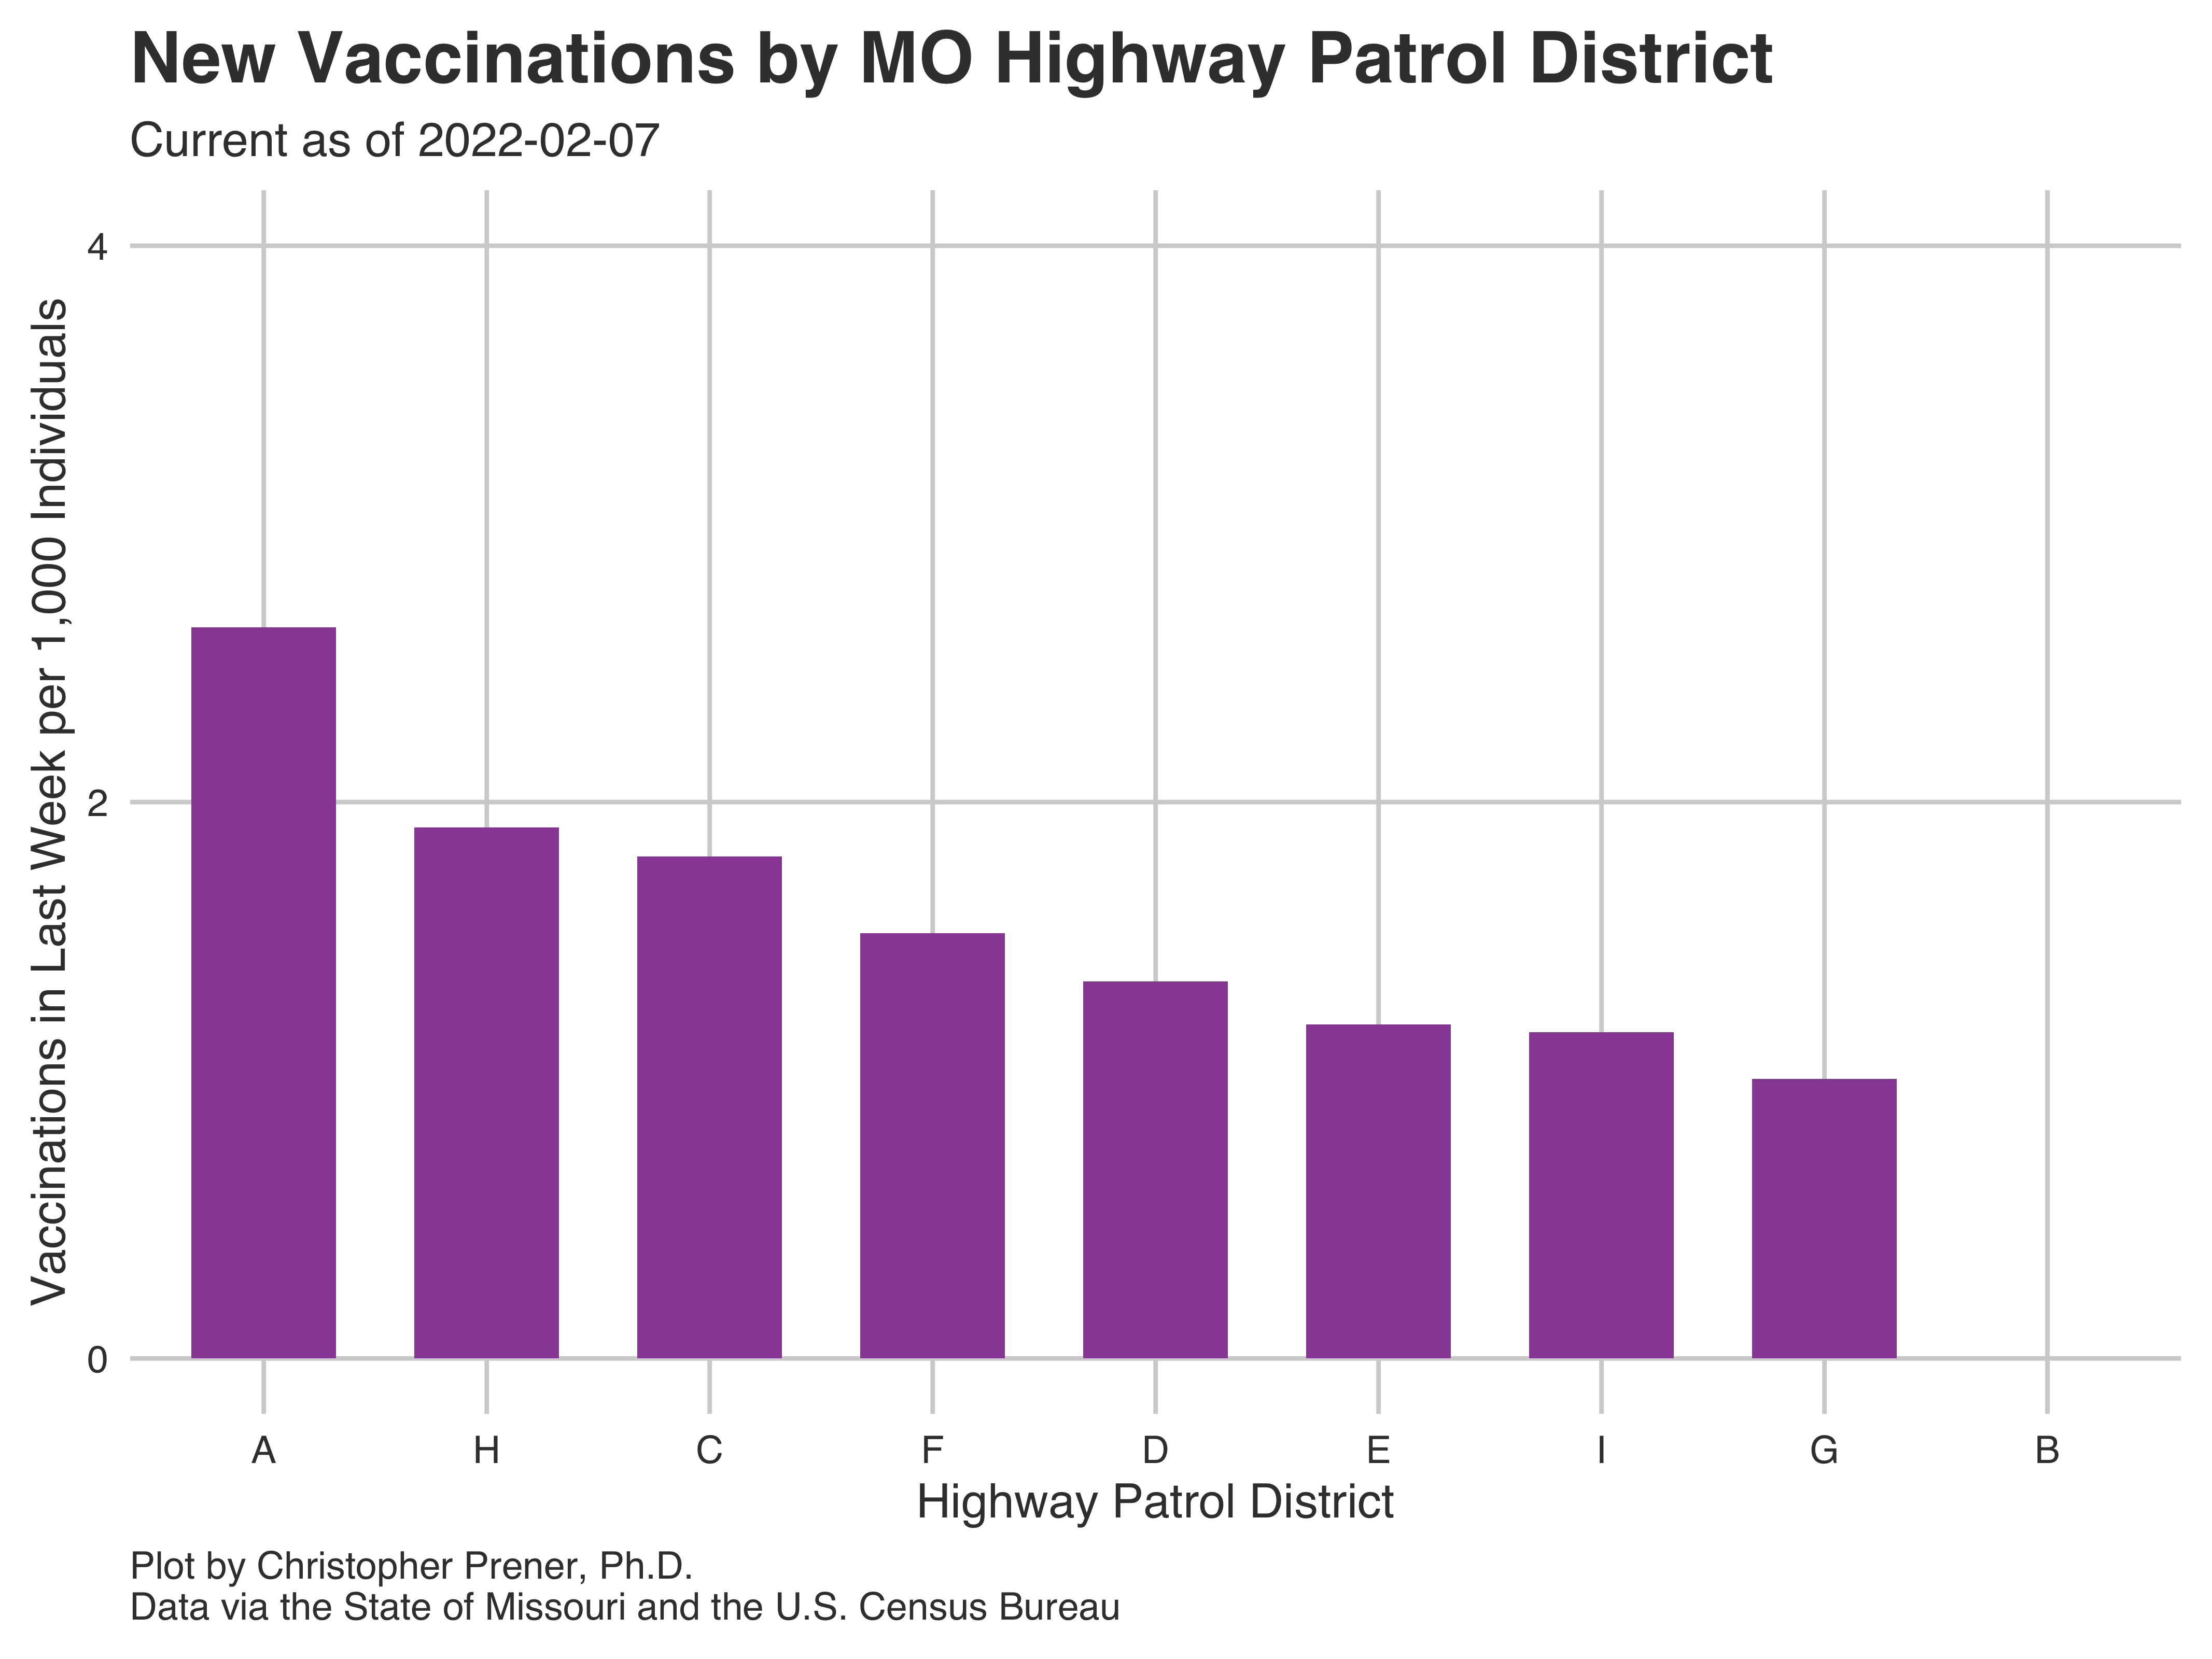 New Vaccinations by MO Highway Patrol District
Current as of 2022-02-07
Vaccinations in Last Week per 1,000 Individuals
4
2
0
A H C F D E I G B
Highway Patrol District
Plot by Christopher Prener, Ph.D.
Data via the State of Missouri and the U.S. Census Bureau